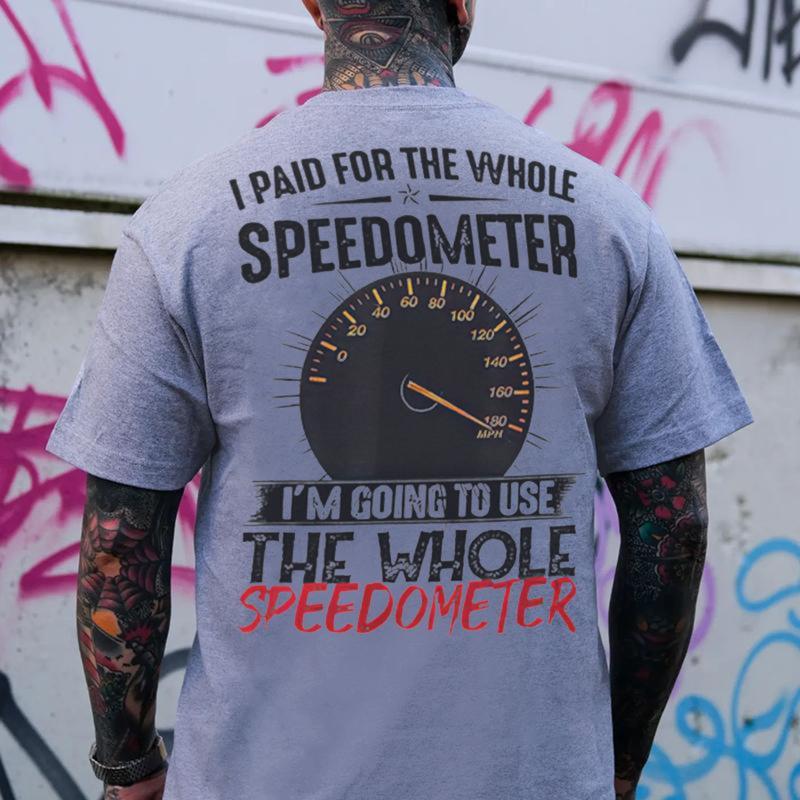 I PAID FOR THE WHOLE
SPEEDOMETER
0 20 40 60 80 100 120 140 160 180
MPH
I'M GOING TO USE
THE WHOLE
SPEEDOMETER